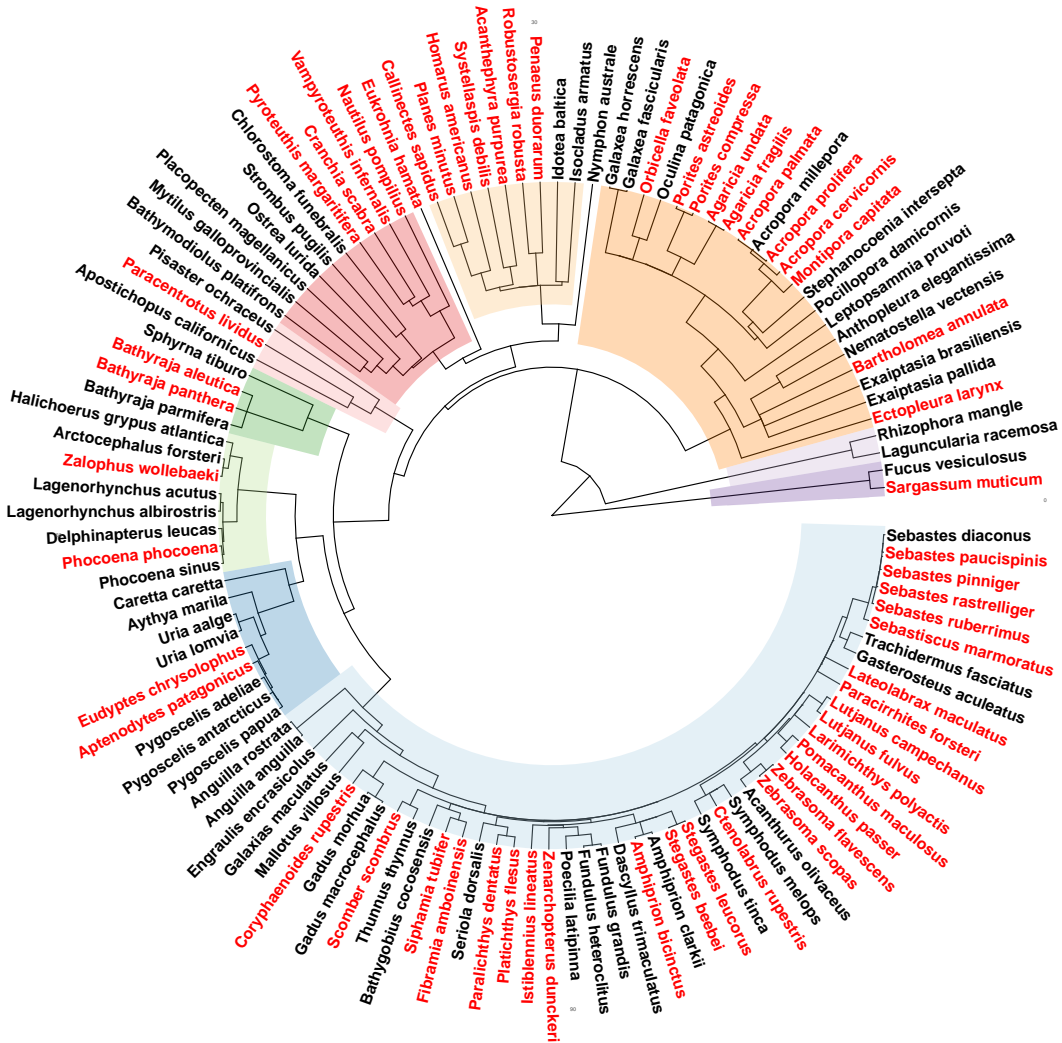 30
Penaeus duorarum
Idotea baltica
Isocladus armatus
Nymphon australe
Galaxea horrescens
Galaxea fascicularis
Orbicella faveolata
Oculina patagonica
Porites astreoides
Porites compressa
Agaricia undata
Agaricia fragilis
Acropora palmata
Acropora millepora
Acropora prolifera
Acropora cervicornis
Montipora capitata
Stephanocoenia intersepta
Pocillopora damicornis
Leptopsammia pruvoti
Anthopleura elegantissima
Nematostella vectensis
Bartholomea annulata
Exaiptasia brasiliensis
Exaiptasia pallida
Ectopleura larynx
Rhizophora mangle
Laguncularia racemosa
Fucus vesiculosus
Sargassum muticum
0
Sebastes diaconus
Sebastes paucispinis
Sebastes pinniger
Sebastes rastrelliger
Sebastes ruberrimus
Sebastiscus marmoratus
Trachidermus fasciatus
Gasterosteus aculeatus
Lateolabrax maculatus
Paracirrhites forsteri
Lutjanus campechanus
Lutjanus fulvus
Larimichthys polyactis
Pomacanthus maculosus
Holacanthus passer
Zebrasoma flavescens
Zebrasoma scopas
Acanthurus olivaceus
Symphodus melops
Ctenolabrus rupestris
Symphodus tinca
Stegastes leucorus
Stegastes beebei
Amphiprion clarkii
Amphiprion bicinctus
Dascyllus trimaculatus
Fundulus grandis
Fundulus heteroclitus
Poecilia latipinna
90
Zenarchopterus dunckeri
Istiblennius lineatus
Platichthys flesus
Paralichthys dentatus
Seriola dorsalis
Fibramia amboinensis
Siphamia tubifer
Bathygobius cocosensis
Thunnus thynnus
Scomber scombrus
Gadus macrocephalus
Gadus morhua
Coryphaenoides rupestris
Mallotus villosus
Galaxias maculatus
Engraulis encrasicolus
Anguilla anguilla
Anguilla rostrata
Pygoscelis papua
Pygoscelis antarcticus
Pygoscelis adeliae
Aptenodytes patagonicus
Eudyptes chrysolophus
Uria lomvia
Uria aalge
Aythya marila
Caretta caretta
Phocoena sinus
Phocoena phocoena
Delphinapterus leucas
Lagenorhynchus albirostris
Lagenorhynchus acutus
Zalophus wollebaeki
Arctocephalus forsteri
Halichoerus grypus atlantica
Bathyraja parmifera
Bathyraja panthera
Bathyraja aleutica
Sphyrna tiburo
Apostichopus californicus
Paracentrotus lividus
Pisaster ochraceus
Bathymodiolus platifrons
Mytilus galloprovincialis
Placopecten magellanicus
Ostrea lurida
Strombus pugilis
Chlorostoma funebralis
Pyroteuthis margaritifera
Cranchia scabra
Vampyroteuthis infernalis
Nautilus pompilius
Eukrohnia hamata
Callinectes sapidus
Planes minutus
Homarus americanus
Systellaspis debilis
Acanthephyra purpurea
Robustosergia robusta